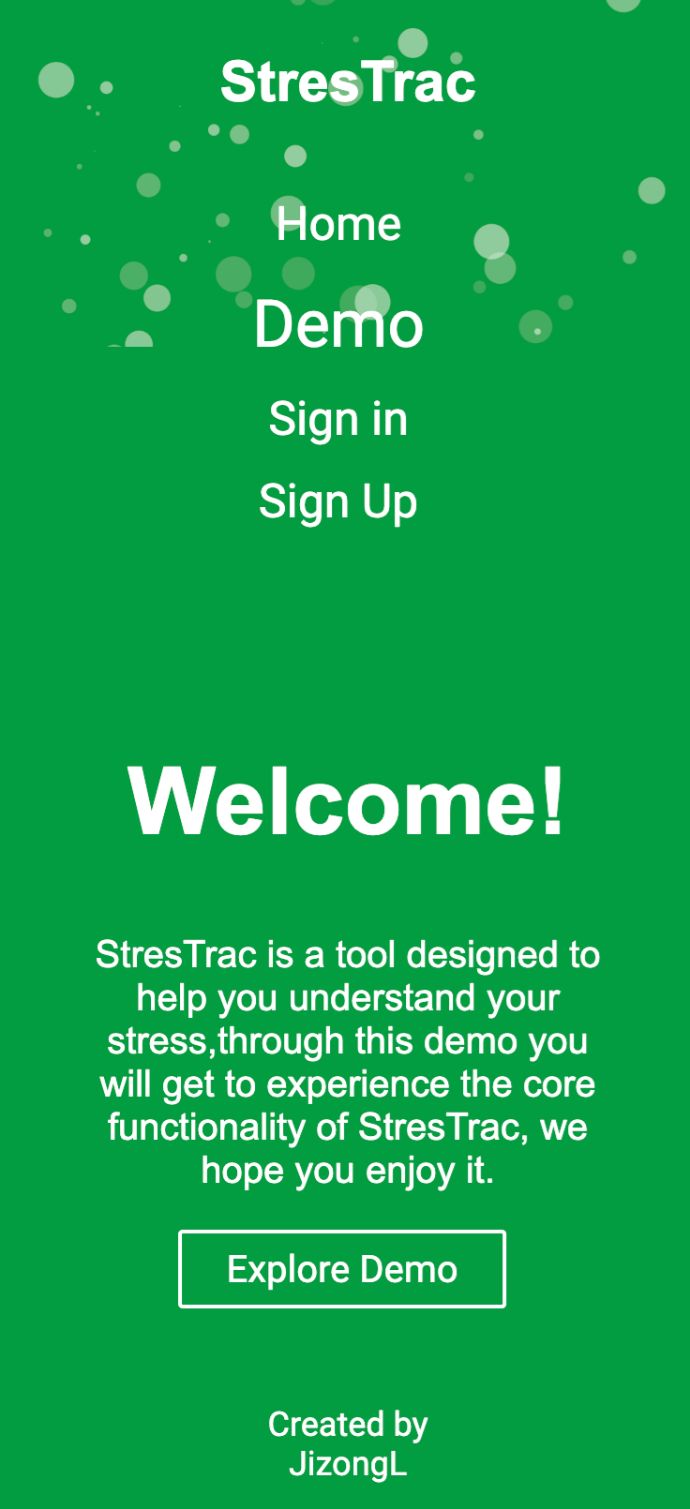 StresTrac
Home
Demo
Sign in
Sign Up
Welcome!
StresTrac is a tool designed to
help you understand your
stress,through this demo you
will get to experience the core
functionality of StresTrac, we
hope you enjoy it.
Explore Demo
Created by
JizongL